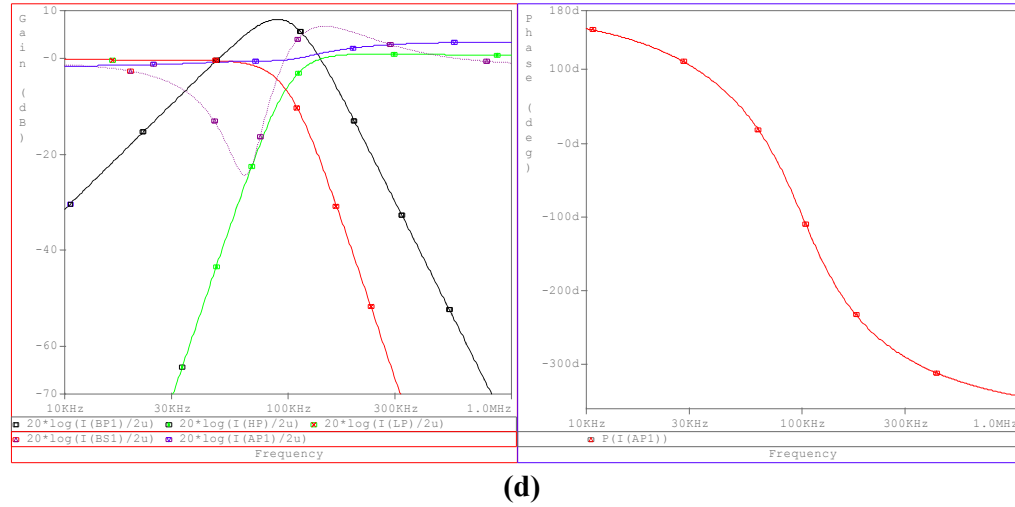 Gain (dB)
10
-0
-20
-40
-60
-70
10KHz 30KHz 100KHz 300KHz 1.0MHz
20*log(I(BP1)/2u) 20*log(I(HP)/2u) 20*log(I(LP)/2u)
20*log(I(BS1)/2u) 20*log(I(AP1)/2u)
Frequency
Phase (deg)
180d
100d
-0d
-100d
-200d
-300d
10KHz 30KHz 100KHz 300KHz 1.0MHz
P(I(AP1))
Frequency
(d)